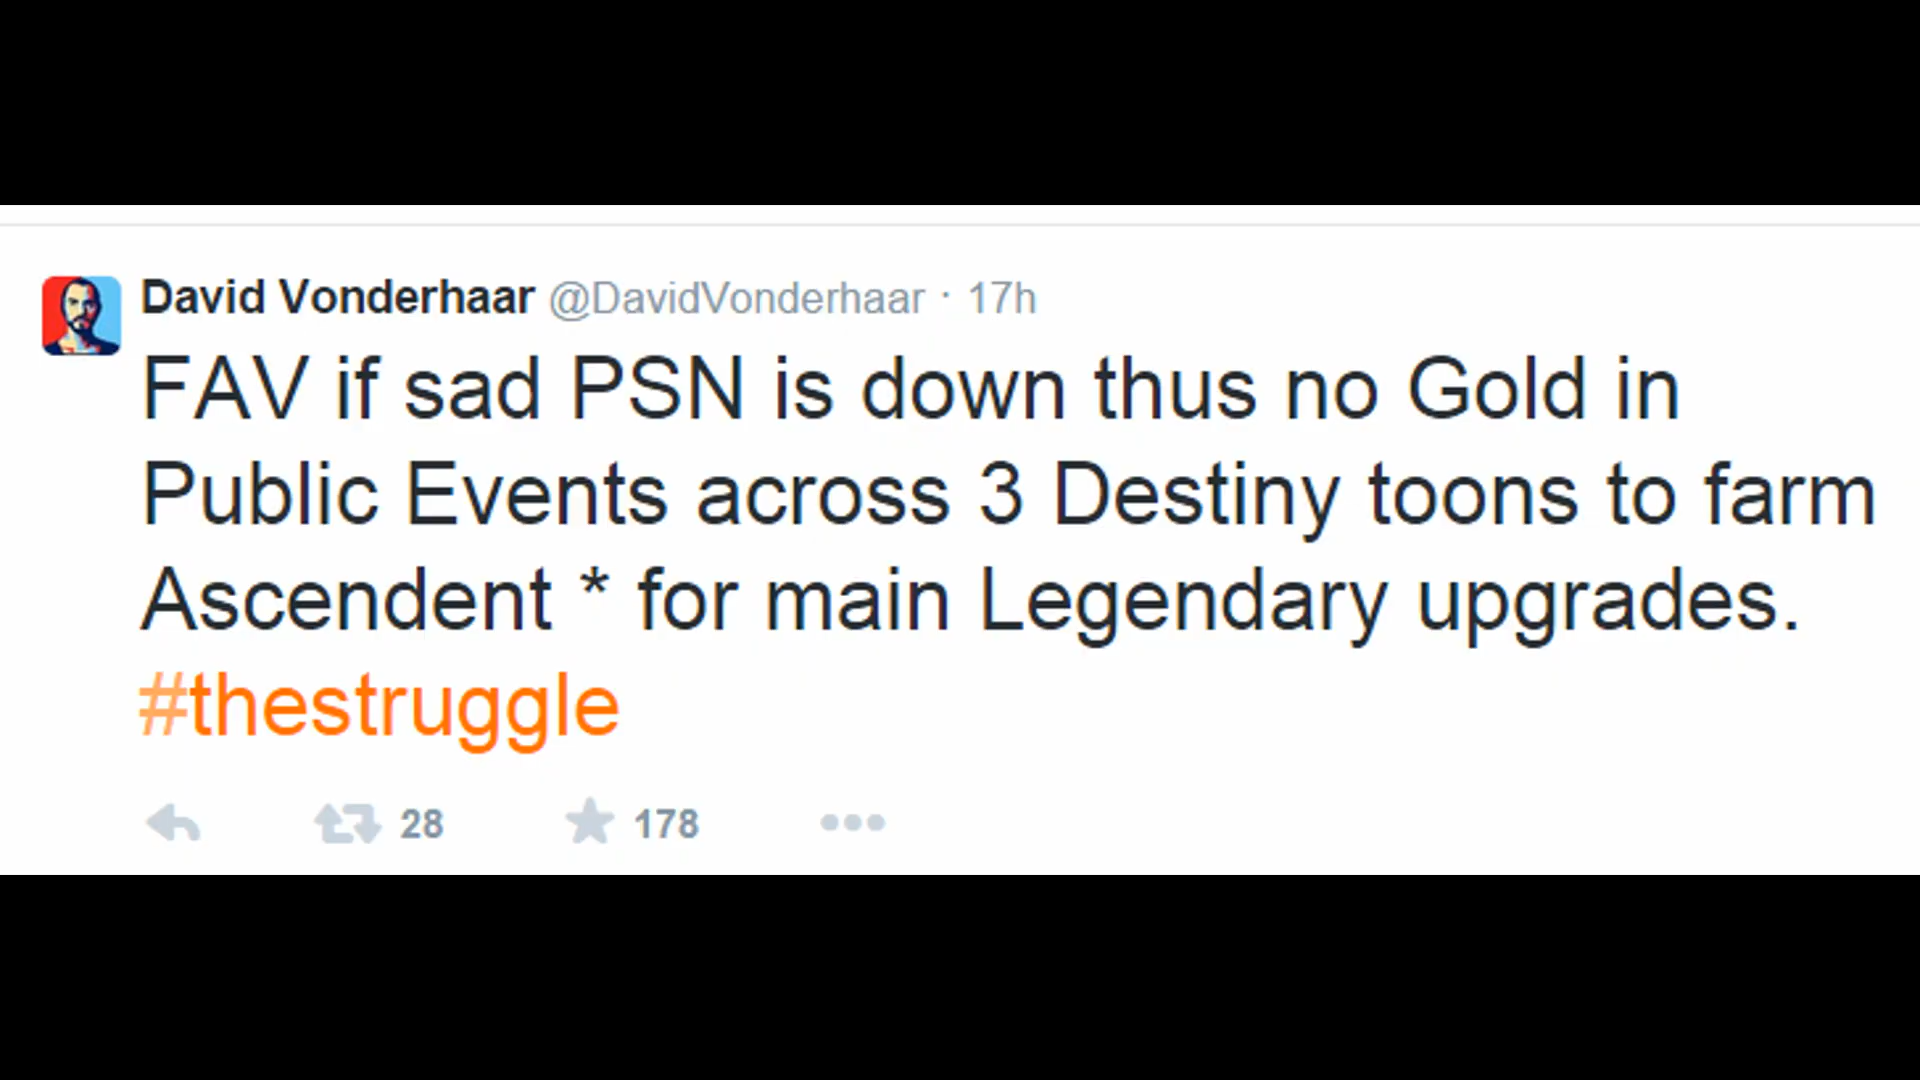 David Vonderhaar @DavidVonderhaar · 17h
FAV if sad PSN is down thus no Gold in
Public Events across 3 Destiny toons to farm
Ascendent * for main Legendary upgrades.
#thestruggle
28 178